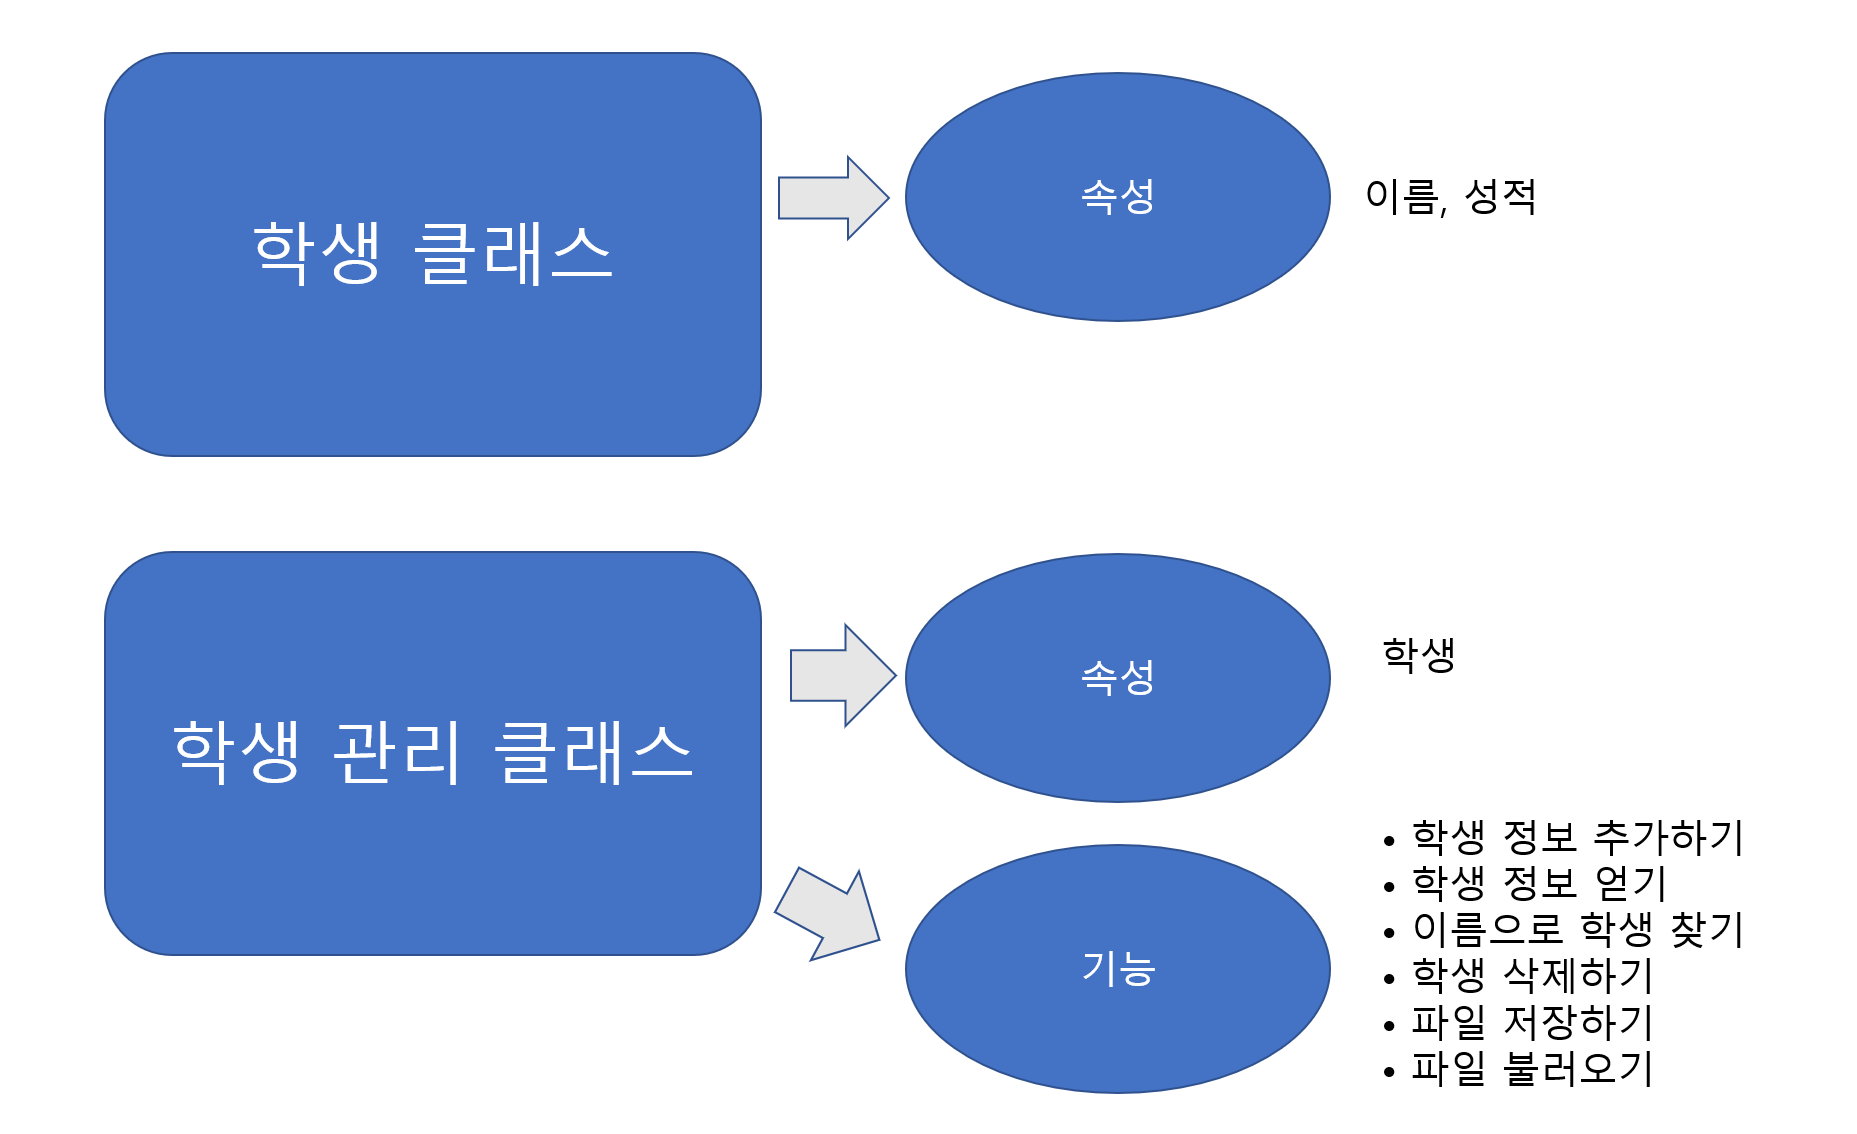 학생 클래스
속성
이름, 성적
학생 관리 클래스
속성
학생
기능
• 학생 정보 추가하기
• 학생 정보 얻기
• 이름으로 학생 찾기
• 학생 삭제하기
• 파일 저장하기
• 파일 불러오기